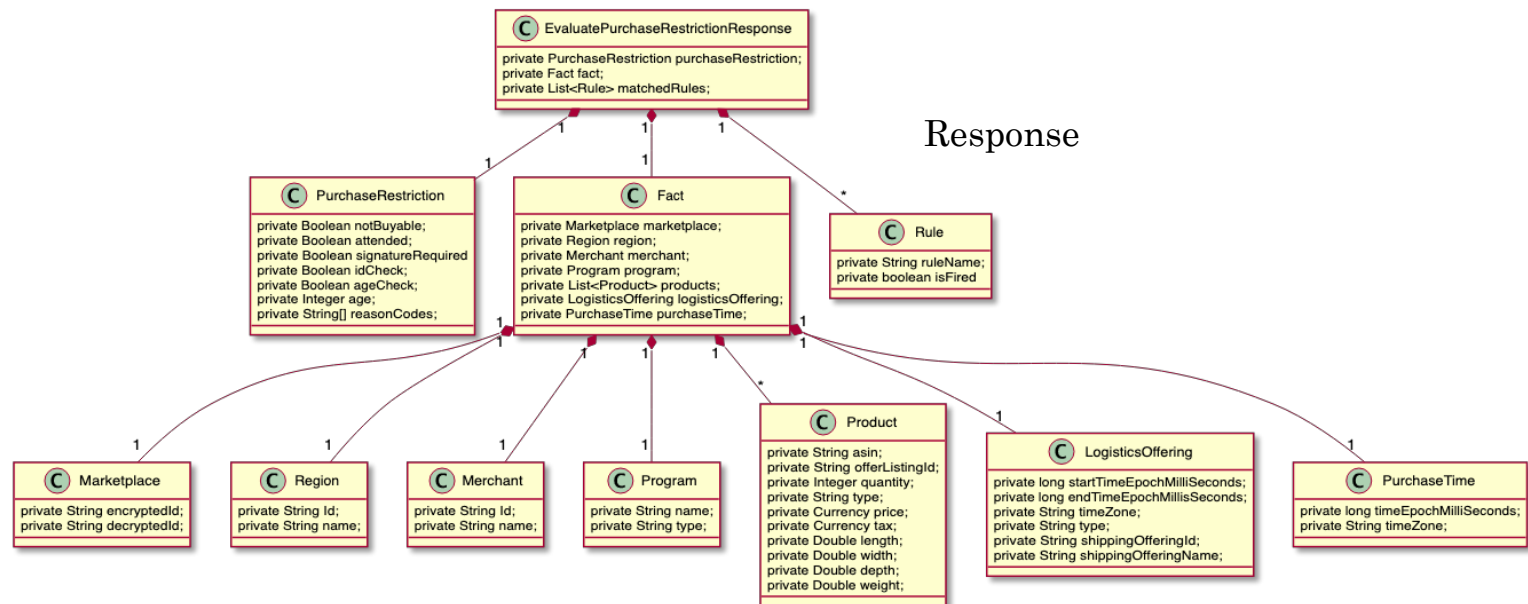 C EvaluatePurchaseRestrictionResponse
private PurchaseRestriction purchaseRestriction;
private Fact fact;
private List<Rule> matchedRules;
1
1
1
Response
1
1
*
C PurchaseRestriction
private Boolean notBuyable;
private Boolean attended;
private Boolean signatureRequired
private Boolean idCheck;
private Boolean ageCheck;
private Integer age;
private String[] reasonCodes;
C Fact
private Marketplace marketplace;
private Region region;
private Merchant merchant;
private Program program;
private List<Product> products;
private LogisticsOffering logisticsOffering;
private PurchaseTime purchaseTime;
C Rule
private String ruleName;
private boolean isFired
1
1
1
1
1
1
1
1
1
1
1
*
1
1
C Marketplace
private String encryptedId;
private String decryptedId;
C Region
private String Id;
private String name;
C Merchant
private String Id;
private String name;
C Program
private String name;
private String type;
C Product
private String asin;
private String offerListingId;
private Integer quantity;
private String type;
private Currency price;
private Currency tax;
private Double length;
private Double width;
private Double depth;
private Double weight;
C LogisticsOffering
private long startTimeEpochMilliSeconds;
private long endTimeEpochMillisSeconds;
private String timeZone;
private String type;
private String shippingOfferingId;
private String shippingOfferingName;
C PurchaseTime
private long timeEpochMilliSeconds;
private String timeZone;